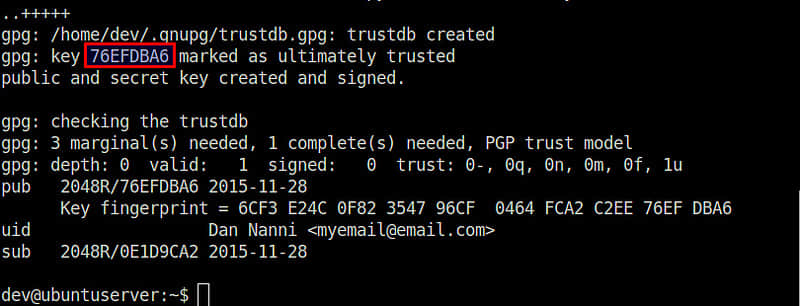 ..+++++
gpg: /home/dev/.gnupg/trustdb.gpg: trustdb created
gpg: key 76EFDBA6 marked as ultimately trusted
public and secret key created and signed.
gpg: checking the trustdb
gpg: 3 marginal(s) needed, 1 complete(s) needed, PGP trust model
gpg: depth: 0 valid: 1 signed: 0 trust: 0-, 0q, 0n, 0m, 0f, 1u
pub 2048R/76EFDBA6 2015-11-28
Key fingerprint = 6CF3 E24C 0F82 3547 96CF 0464 FCA2 C2EE 76EF DBA6
uid Dan Nanni <myemail@email.com>
sub 2048R/0E1D9CA2 2015-11-28
dev@ubuntuserver:~$